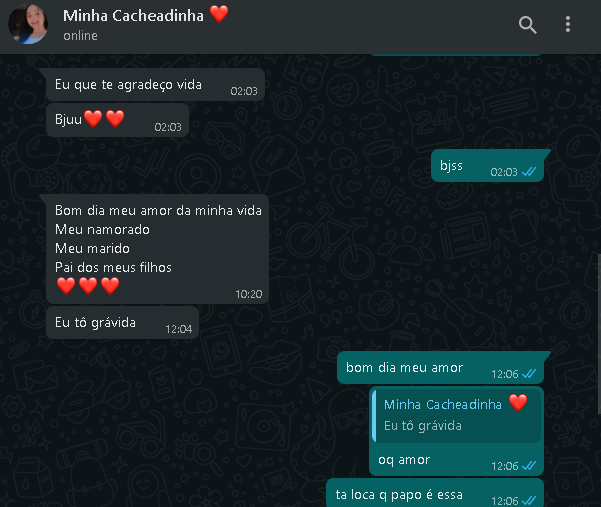 Minha Cacheadinha ❤️
online
Eu que te agradeço vida
02:03
Bjuu❤️❤️
02:03
bjss
02:03
Bom dia meu amor da minha vida
Meu namorado
Meu marido
Pai dos meus filhos
❤️❤️❤️
10:20
Eu tô grávida
12:04
bom dia meu amor
12:06
Minha Cacheadinha ❤️
Eu tô grávida
oq amor
12:06
ta loca q papo é essa
12:06